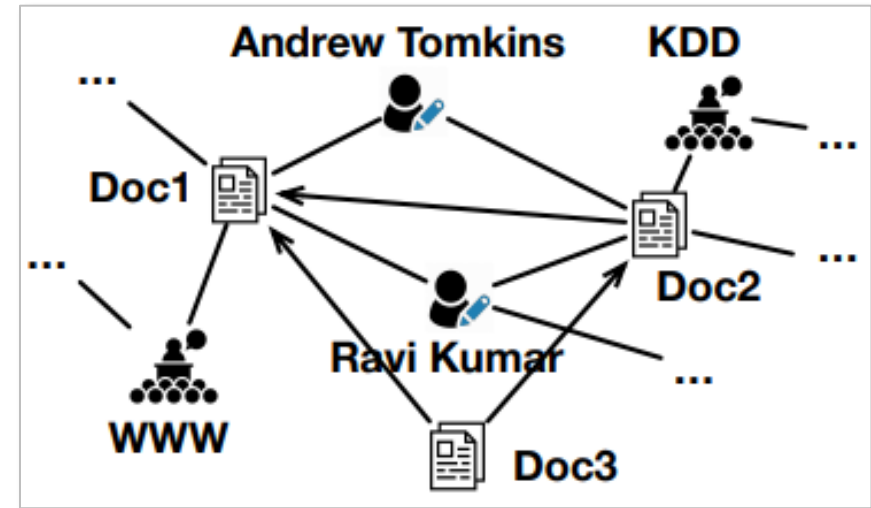 Andrew Tomkins
KDD
...
...
Doc1
...
...
Doc2
Ravi Kumar
...
WWW
Doc3